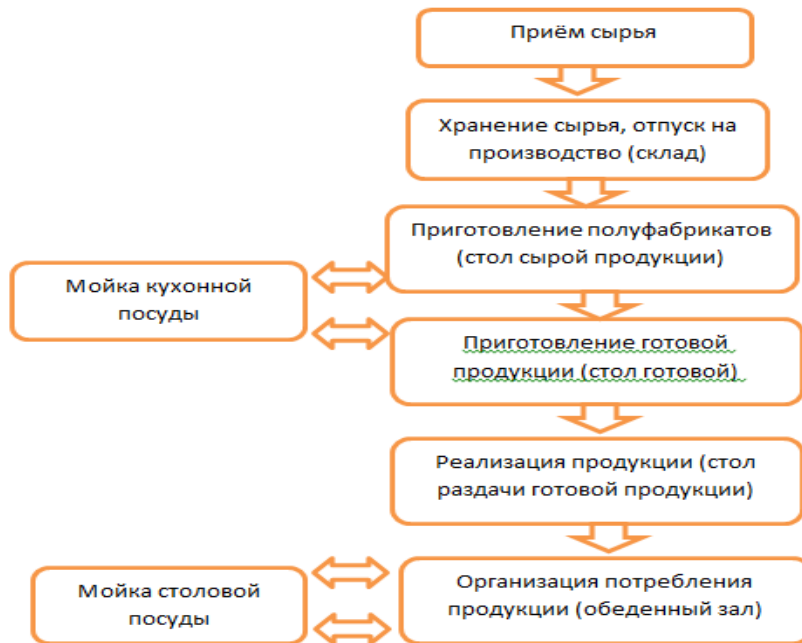 Приём сырья
Хранение сырья, отпуск на
производство (склад)
Приготовление полуфабрикатов
(стол сырой продукции)
Мойка кухонной
посуды
Приготовление готовой
продукции (стол готовой)
Реализация продукции (стол
раздачи готовой продукции)
Мойка столовой
посуды
Организация потребления
продукции (обеденный зал)